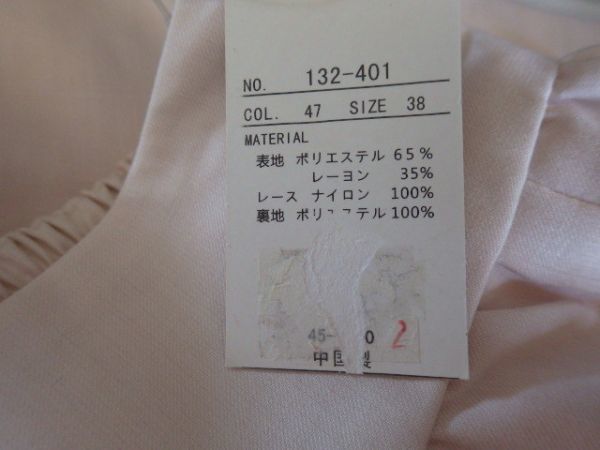 NO. 132-401
COL. 47 SIZE 38
MATERIAL
表地 ポリエステル 65%
レーヨン 35%
レース ナイロン 100%
裏地 ポリエステル 100%
2
中国製